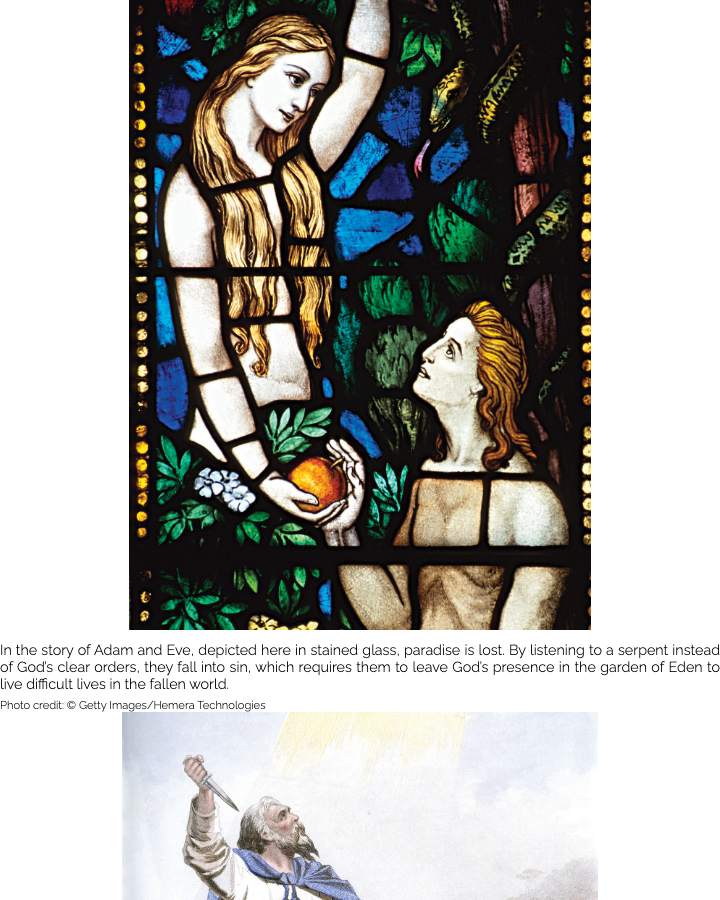 In the story of Adam and Eve, depicted here in stained glass, paradise is lost. By listening to a serpent instead
of God’s clear orders, they fall into sin, which requires them to leave God’s presence in the garden of Eden to
live difficult lives in the fallen world.
Photo credit: © Getty Images/Hemera Technologies